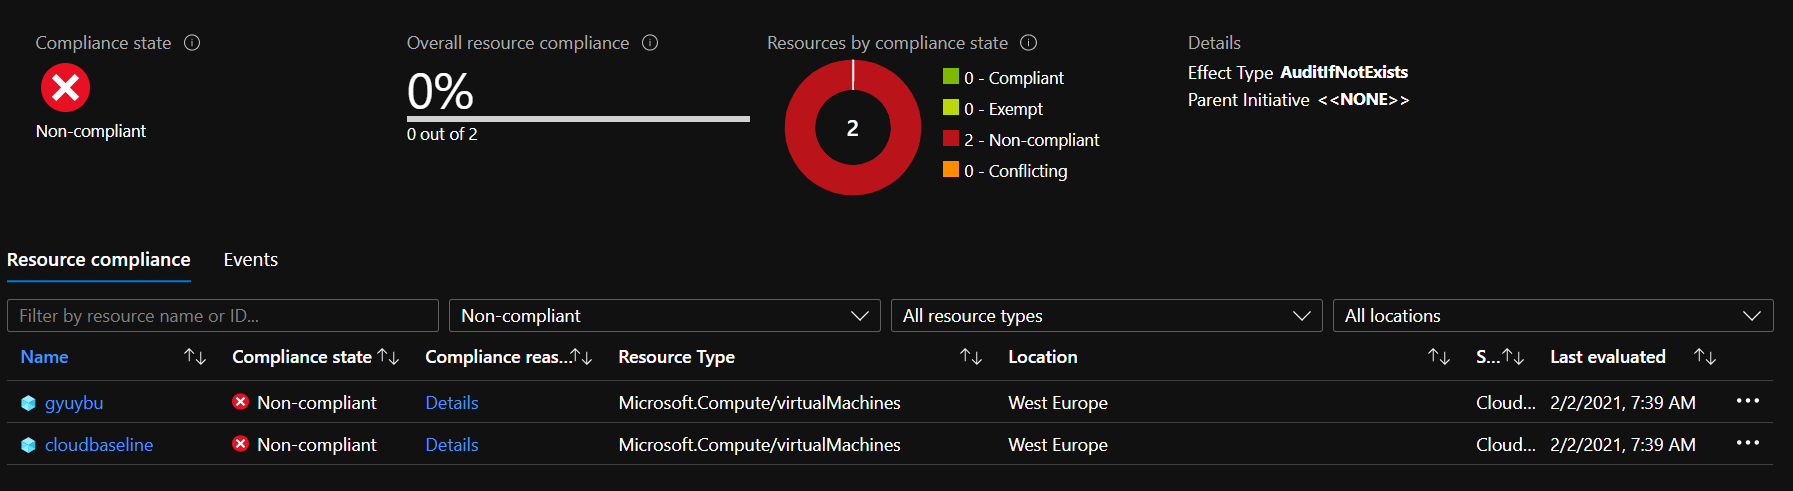 Compliance state
Non-compliant
Overall resource compliance
0%
0 out of 2
Resources by compliance state
2
0 - Compliant
0 - Exempt
2 - Non-compliant
0 - Conflicting
Details
Effect Type AuditIfNotExists
Parent Initiative <<NONE>>
Resource compliance Events
Filter by resource name or ID... Non-compliant All resource types All locations
Name Compliance state Compliance reas... Resource Type Location S... Last evaluated
gyuybu Non-compliant Details Microsoft.Compute/virtualMachines West Europe Cloud... 2/2/2021, 7:39 AM
cloudbaseline Non-compliant Details Microsoft.Compute/virtualMachines West Europe Cloud... 2/2/2021, 7:39 AM